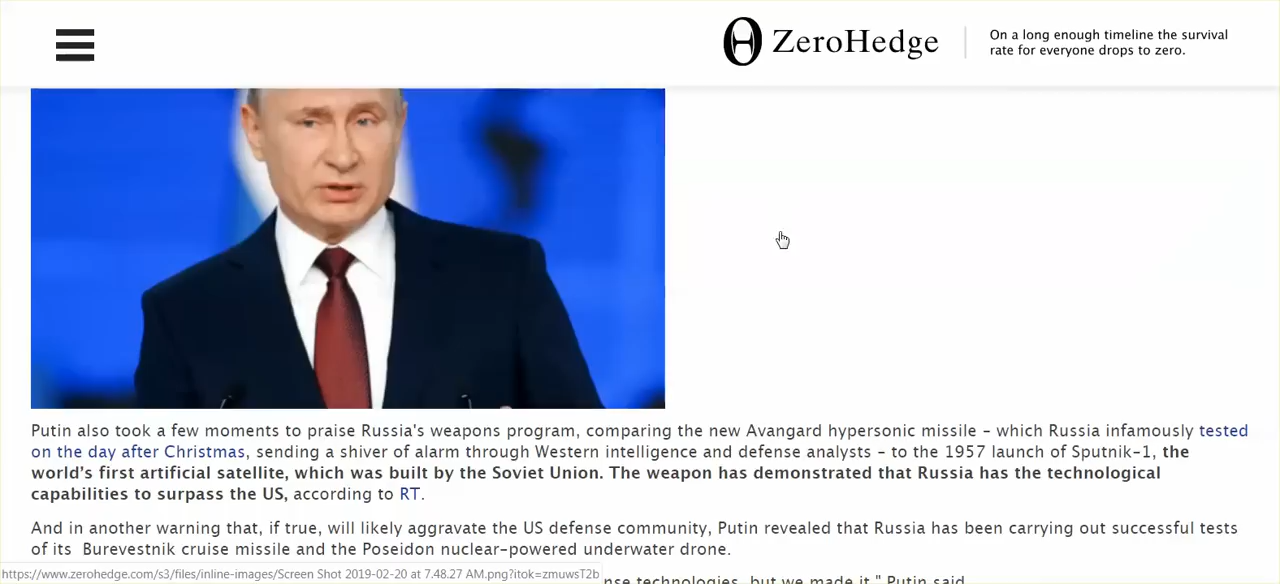 ZeroHedge
On a long enough timeline the survival
rate for everyone drops to zero.
Putin also took a few moments to praise Russia's weapons program, comparing the new Avangard hypersonic missile – which Russia infamously tested
on the day after Christmas, sending a shiver of alarm through Western intelligence and defense analysts – to the 1957 launch of Sputnik-1, the
world's first artificial satellite, which was built by the Soviet Union. The weapon has demonstrated that Russia has the technological
capabilities to surpass the US, according to RT.
And in another warning that, if true, will likely aggravate the US defense community, Putin revealed that Russia has been carrying out successful tests
of its Burevestnik cruise missile and the Poseidon nuclear-powered underwater drone.
https://www.zerohedge.com/s3/files/inline-images/Screen Shot 2019-02-20 at 7.48.27 AM.png?itok=zmuwsT2b
technologies, but we made it," Putin said